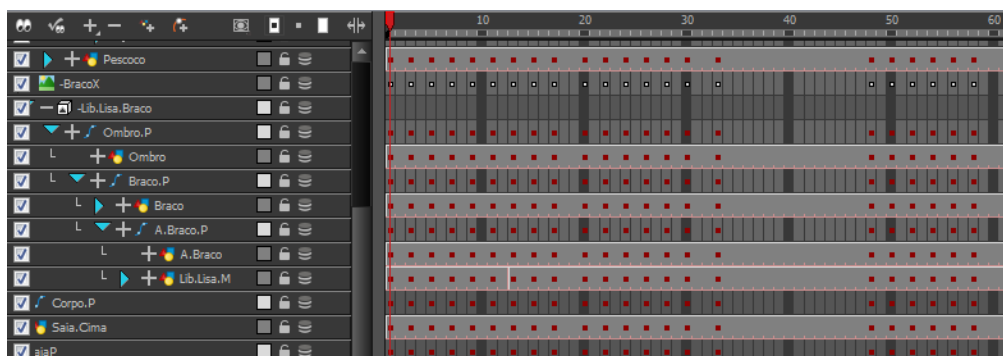 10 20 30 40 50 60
Pescoco
-BracoX
-Lib.Lisa.Braco
Ombro.P
Ombro
Braco.P
Braco
A.Braco.P
A.Braco
Lib.Lisa.M
Corpo.P
Saia.Cima
aiaP